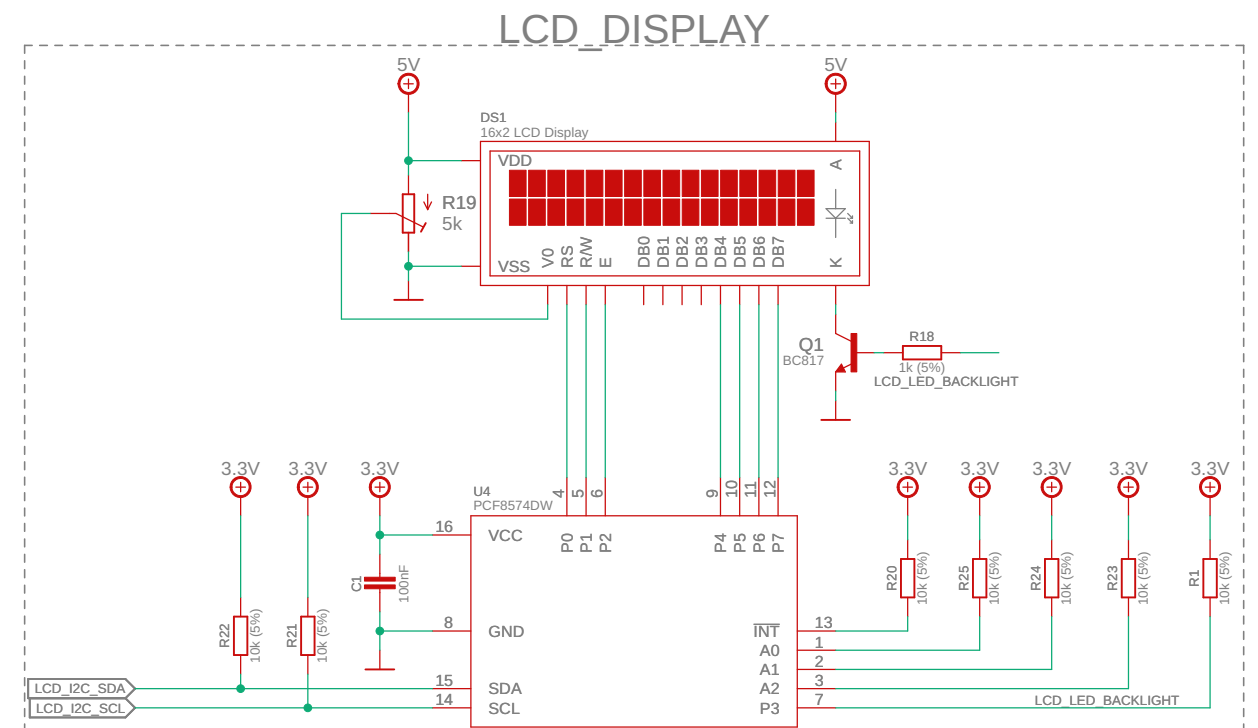 LCD_DISPLAY
5V
5V
DS1
16x2 LCD Display
VDD
A
R19
5k
VSS
V0
RS
R/W
E
DB0
DB1
DB2
DB3
DB4
DB5
DB6
DB7
K
Q1
BC817
R18
1k (5%)
LCD_LED_BACKLIGHT
3.3V
3.3V
3.3V
3.3V
3.3V
3.3V
3.3V
3.3V
U4
PCF8574DW
4
5
6
9
10
11
12
16
VCC
P0
P1
P2
P4
P5
P6
P7
C1
100nF
R20
10k (5%)
R25
10k (5%)
R24
10k (5%)
R23
10k (5%)
R1
10k (5%)
R22
10k (5%)
R21
10k (5%)
8
GND
INT
13
A0
1
A1
2
LCD_I2C_SDA
15
SDA
A2
3
LCD_I2C_SCL
14
SCL
P3
7
LCD_LED_BACKLIGHT